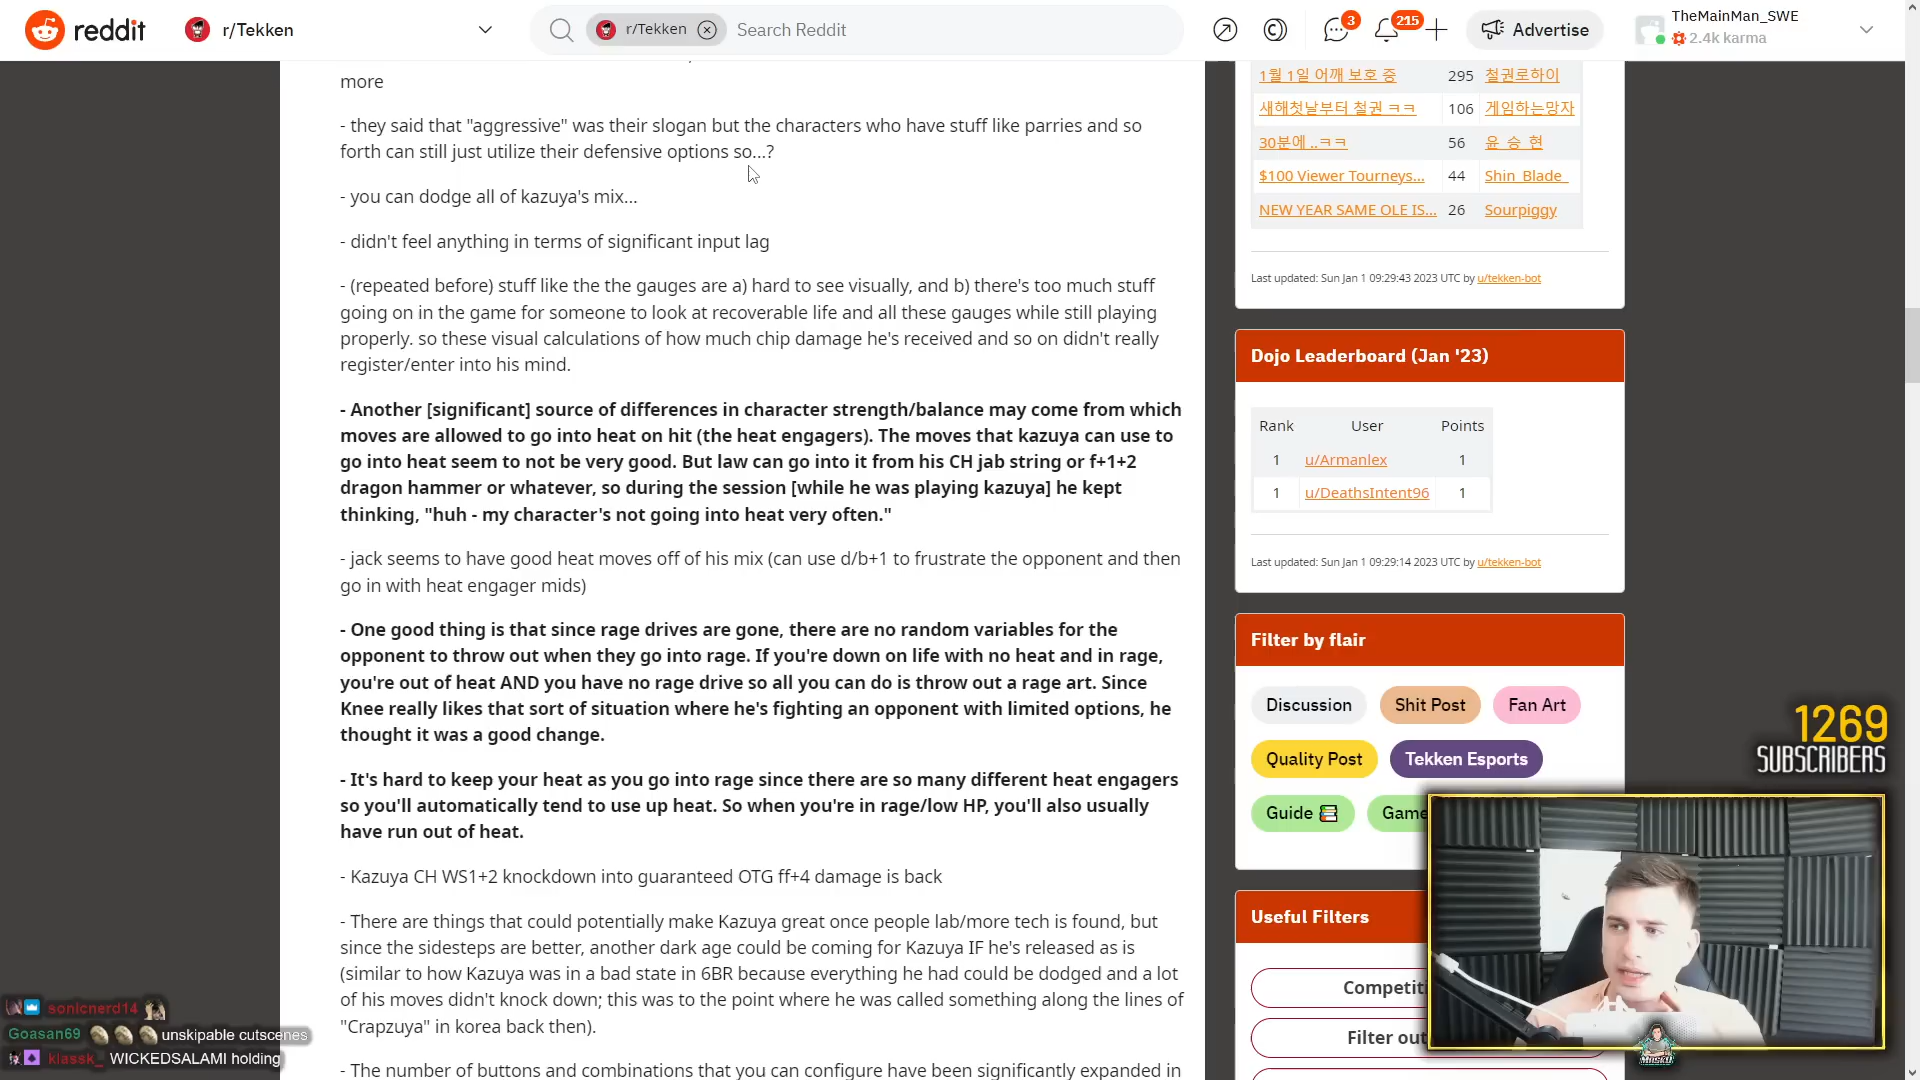 reddit
r/Tekken
r/Tekken
Search Reddit
3
215
Advertise
TheMainMan_SWE
2.4k karma
more
- they said that "aggressive" was their slogan but the characters who have stuff like parries and so
forth can still just utilize their defensive options so...?
- you can dodge all of kazuya's mix...
- didn't feel anything in terms of significant input lag
- (repeated before) stuff like the the gauges are a) hard to see visually, and b) there's too much stuff
going on in the game for someone to look at recoverable life and all these gauges while still playing
properly. so these visual calculations of how much chip damage he's received and so on didn't really
register/enter into his mind.
- Another [significant] source of differences in character strength/balance may come from which
moves are allowed to go into heat on hit (the heat engagers). The moves that kazuya can use to
go into heat seem to not be very good. But law can go into it from his CH jab string or f+1+2
dragon hammer or whatever, so during the session [while he was playing kazuya] he kept
thinking, "huh - my character's not going into heat very often."
- jack seems to have good heat moves off of his mix (can use d/b+1 to frustrate the opponent and then
go in with heat engager mids)
- One good thing is that since rage drives are gone, there are no random variables for the
opponent to throw out when they go into rage. If you're down on life with no heat and in rage,
you're out of heat AND you have no rage drive so all you can do is throw out a rage art. Since
Knee really likes that sort of situation where he's fighting an opponent with limited options, he
thought it was a good change.
- It's hard to keep your heat as you go into rage since there are so many different heat engagers
so you'll automatically tend to use up heat. So when you're in rage/low HP, you'll also usually
have run out of heat.
- Kazuya CH WS1+2 knockdown into guaranteed OTG ff+4 damage is back
- There are things that could potentially make Kazuya great once people lab/more tech is found, but
since the sidesteps are better, another dark age could be coming for Kazuya IF he's released as is
(similar to how Kazuya was in a bad state in 6BR because everything he had could be dodged and a lot
of his moves didn't knock down; this was to the point where he was called something along the lines of
"Crapzuya" in korea back then).
- The number of buttons and combinations that you can configure have been significantly expanded in
1월 1일 어깨 보호 중 295 철권로하이
새해첫날부터 철권 ㅋㅋ 106 게임하는망자
30분에 ..ㅋㅋ 56 윤 승 현
$100 Viewer Tourneys... 44 Shin_Blade_
NEW YEAR SAME OLE IS... 26 Sourpiggy
Last updated: Sun Jan 1 09:29:43 2023 UTC by u/tekken-bot
Dojo Leaderboard (Jan '23)
Rank User Points
1 u/Armanlex 1
1 u/DeathsIntent96 1
Last updated: Sun Jan 1 09:29:14 2023 UTC by u/tekken-bot
Filter by flair
Discussion Shit Post Fan Art
Quality Post Tekken Esports
Guide Game
Useful Filters
Competiti
Filter out
1269
SUBSCRIBERS
sonicnerd14
Goasan69 unskipable cutscenes
klassk_ WICKEDSALAMI holding